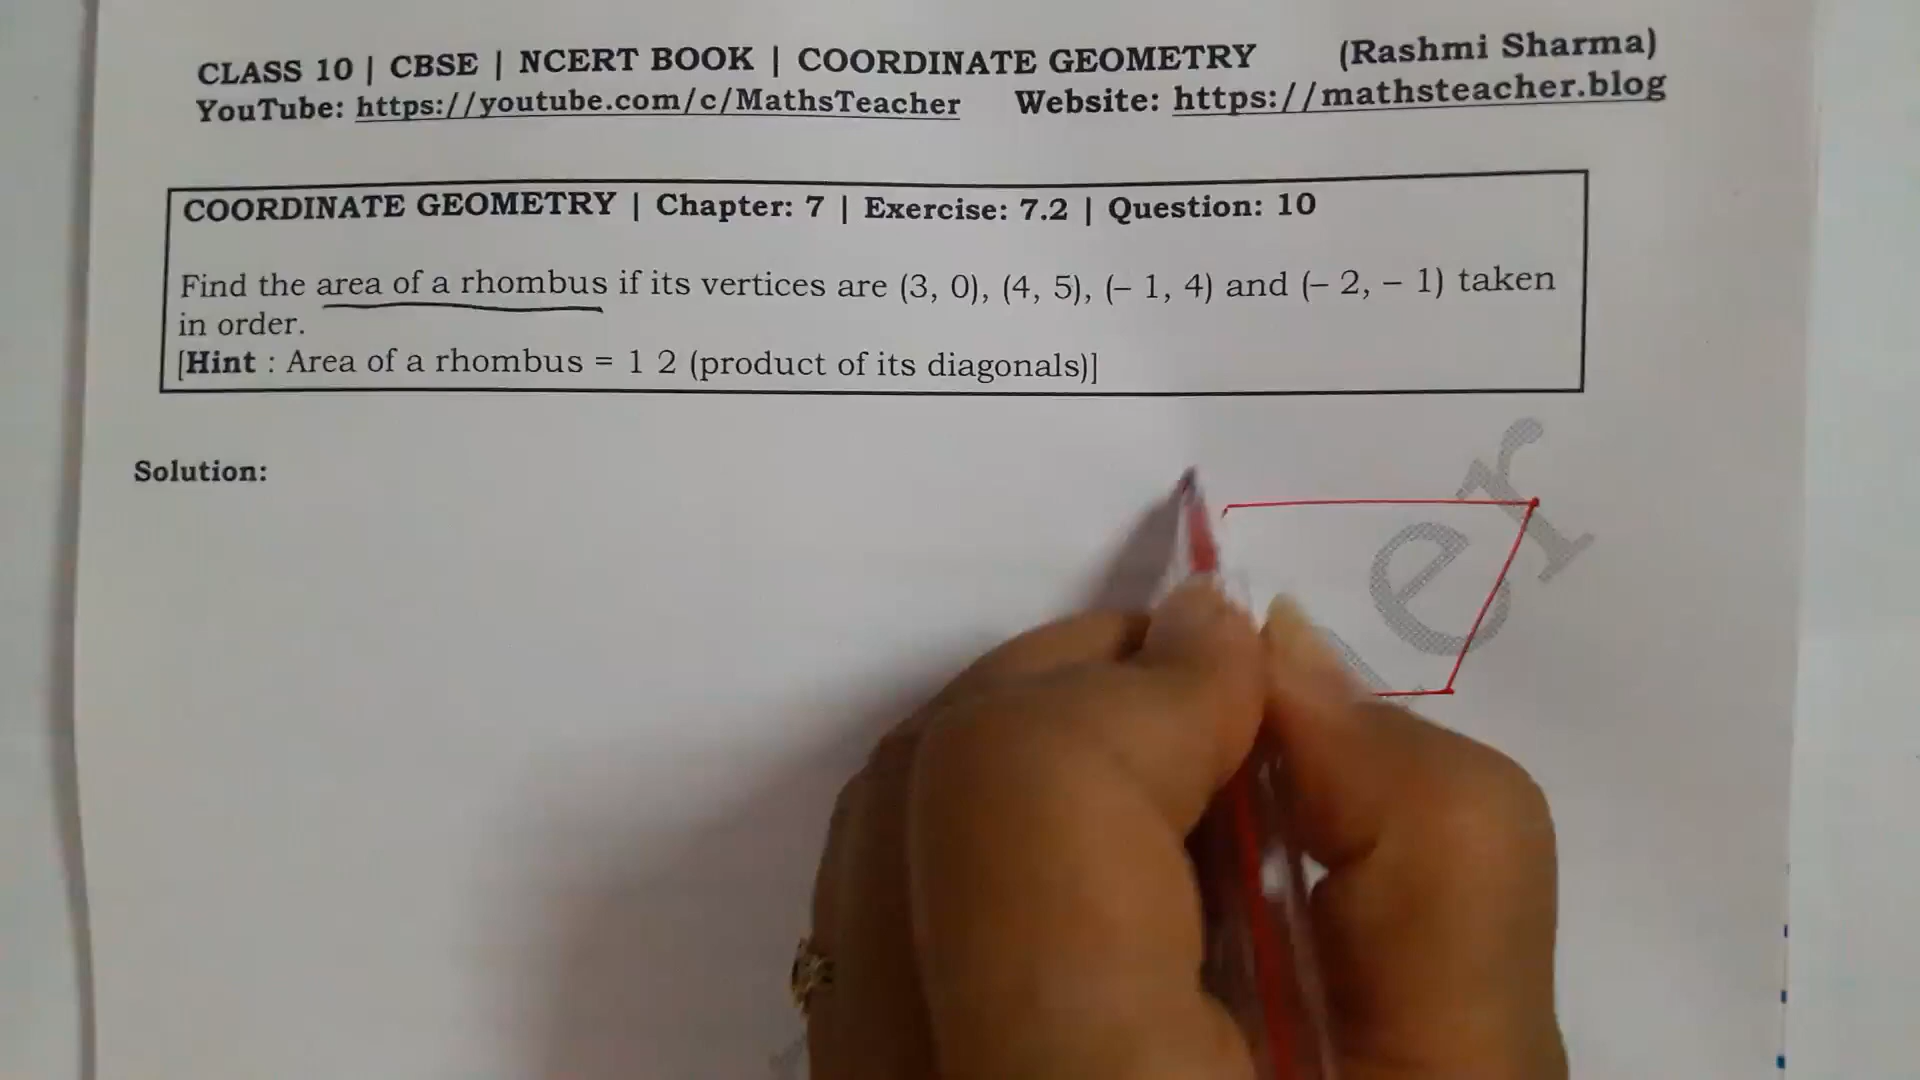 CLASS 10 | CBSE | NCERT BOOK | COORDINATE GEOMETRY (Rashmi Sharma)
YouTube: https://youtube.com/c/MathsTeacher Website: https://mathsteacher.blog
COORDINATE GEOMETRY | Chapter: 7 | Exercise: 7.2 | Question: 10
Find the area of a rhombus if its vertices are (3, 0), (4, 5), (– 1, 4) and (– 2, – 1) taken
in order.
[Hint : Area of a rhombus = 1 2 (product of its diagonals)]
Solution:
er